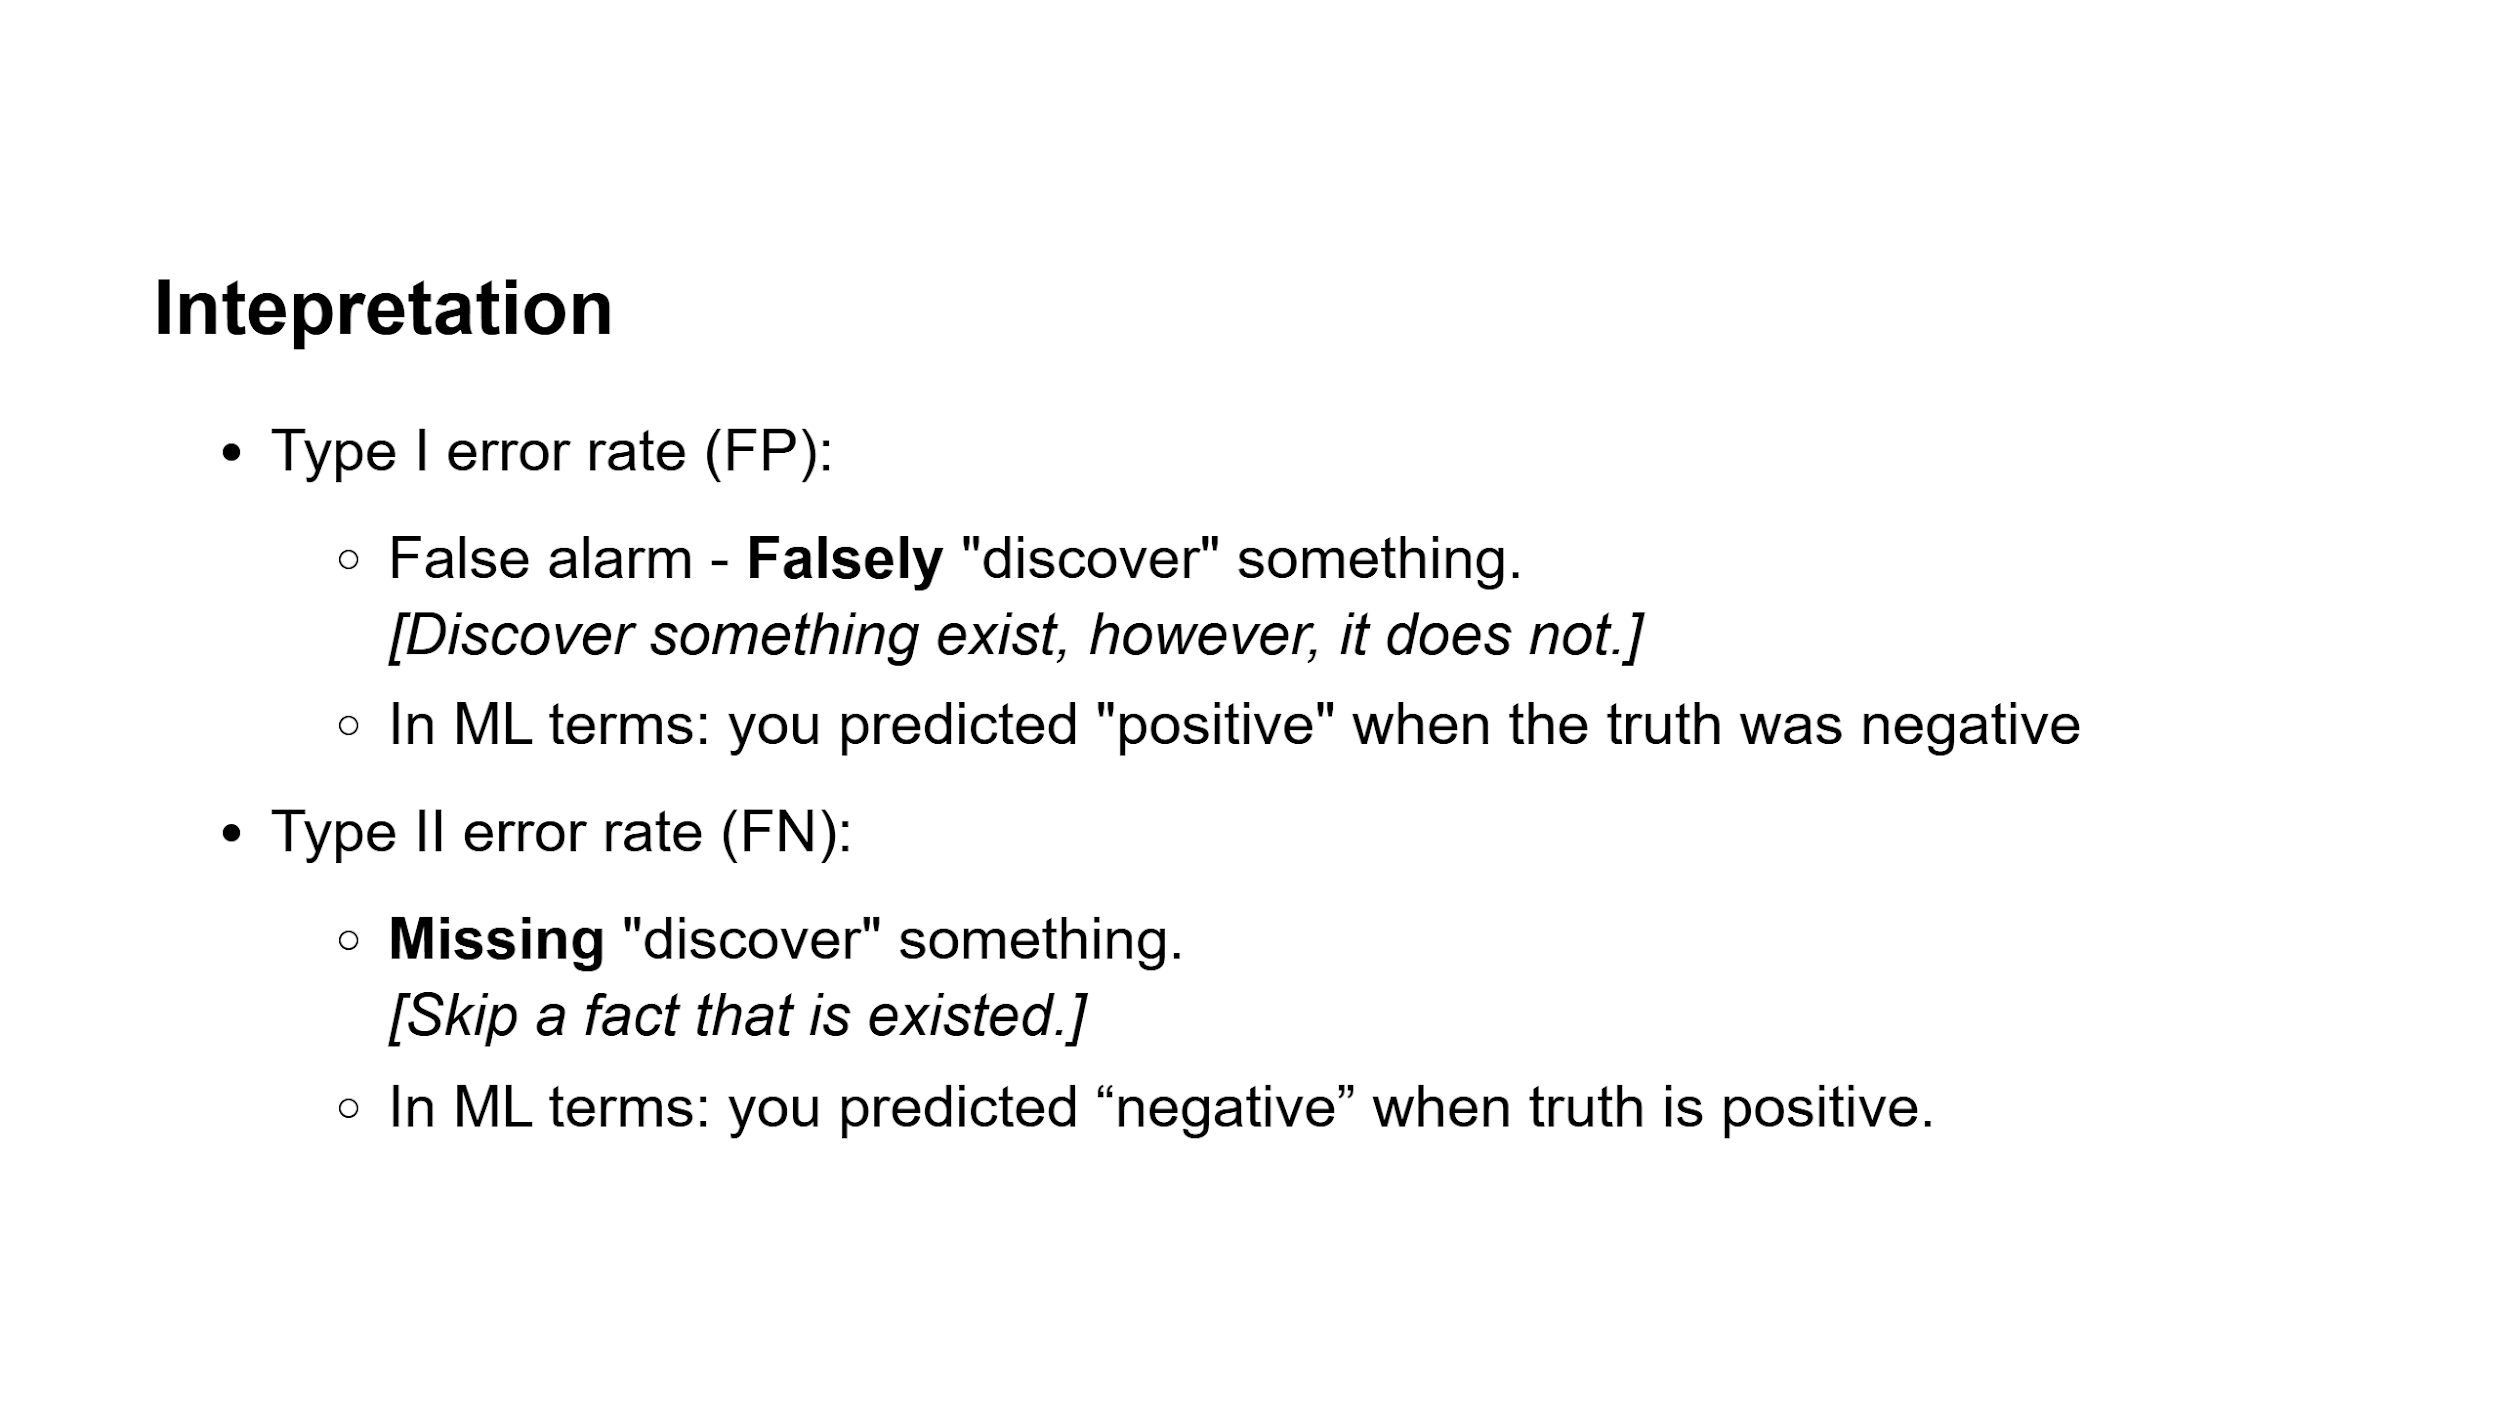 Intepretation
• Type I error rate (FP):
○ False alarm - Falsely "discover" something.
[Discover something exist, however, it does not.]
○ In ML terms: you predicted "positive" when the truth was negative
• Type II error rate (FN):
○ Missing "discover" something.
[Skip a fact that is existed.]
○ In ML terms: you predicted “negative” when truth is positive.